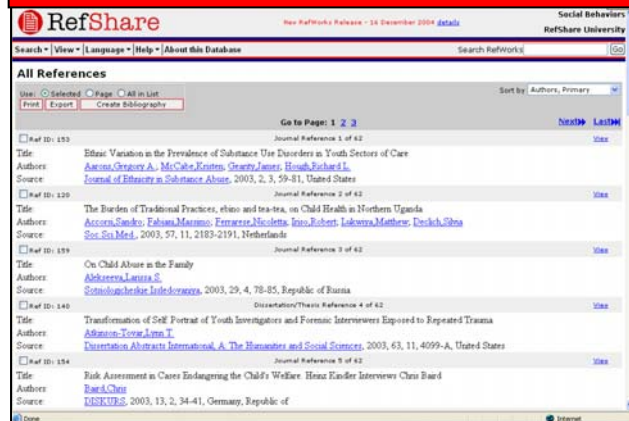 RefShare
New RefWorks Release - 16 December 2004 details
Social Behaviors
RefShare University
Search View Language Help About this Database
Search RefWorks Go
All References
Use: Selected Page All in List
Sort by Authors, Primary
Print Export Create Bibliography
Go to Page: 1 2 3 Next Last
Ref ID: 153 Journal Reference 1 of 62 View
Title: Ethnic Variation in the Prevalence of Substance Use Disorders in Youth Sectors of Care
Authors: Aarons,Gregory A.; McCabe,Kristen; Gearity,James; Hough,Richard L.
Source: Journal of Ethnicity in Substance Abuse, 2003, 2, 3, 59-81, United States
Ref ID: 120 Journal Reference 2 of 62 View
Title: The Burden of Traditional Practices, ebino and tea-tea, on Child Health in Northern Uganda
Authors: Accorsi,Sandro; Fabiani,Massimo; Ferrarese,Nicoletta; Iriso,Robert; Lukwiya,Matthew; Declich,Silvia
Source: Soc.Sci.Med., 2003, 57, 11, 2183-2191, Netherlands
Ref ID: 159 Journal Reference 3 of 62 View
Title: On Child Abuse in the Family
Authors: Alekseeva,Larissa S.
Source: Sotsiologicheskie Issledovaniya, 2003, 29, 4, 78-85, Republic of Russia
Ref ID: 140 Dissertation/Thesis Reference 4 of 62 View
Title: Transformation of Self: Portrait of Youth Investigators and Forensic Interviewers Exposed to Repeated Trauma
Authors: Atkinson-Tovar,Lynn T.
Source: Dissertation Abstracts International, A: The Humanities and Social Sciences, 2003, 63, 11, 4099-A, United States
Ref ID: 154 Journal Reference 5 of 62 View
Title: Risk Assessment in Cases Endangering the Child's Welfare. Heinz Kindler Interviews Chris Baird
Authors: Baird,Chris
Source: DISKURS, 2003, 13, 2, 34-41, Germany, Republic of
Done Internet